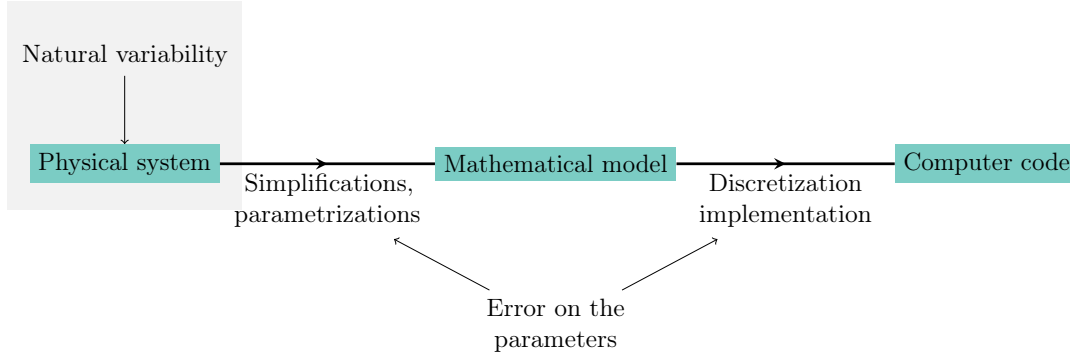 Natural variability
Physical system
Simplifications,
parametrizations
Mathematical model
Discretization
implementation
Computer code
Error on the
parameters